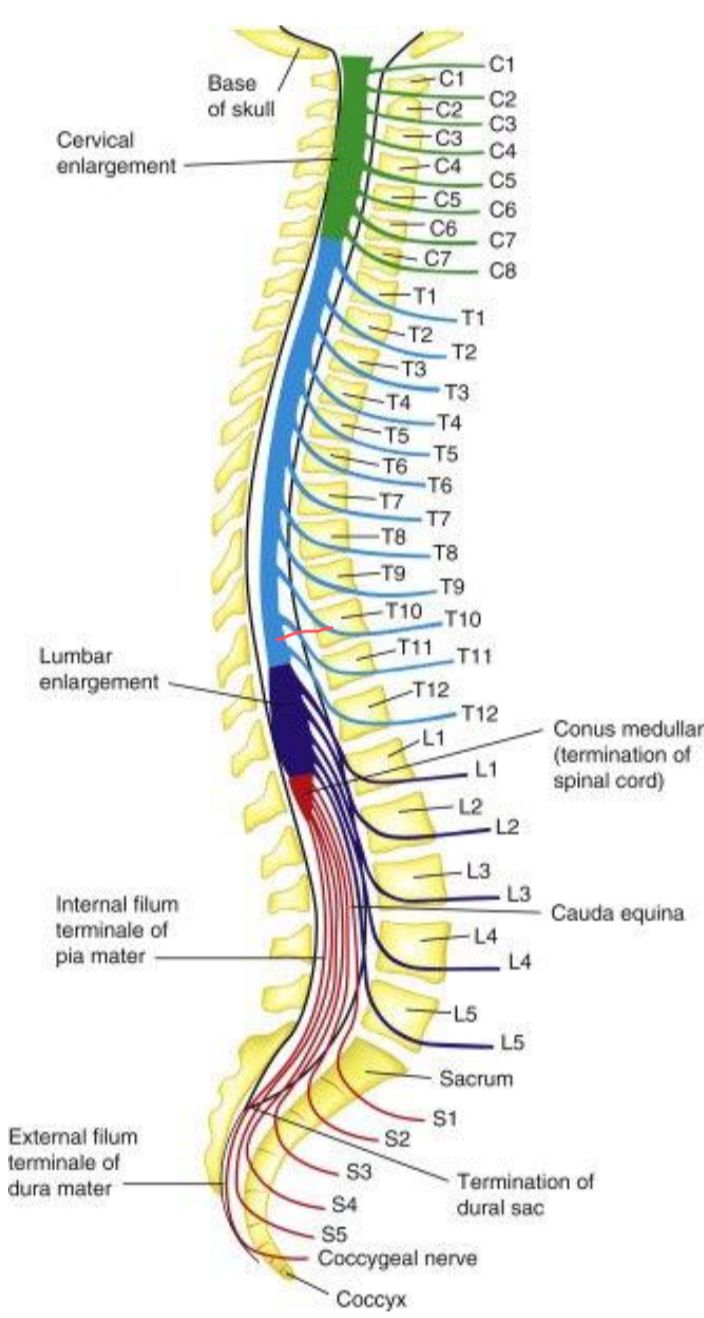 C1
C1
Base
of skull
C2
C2
C3
Cervical
enlargement
C3
C4
C4
C5
C5
C6
C6
C7
C7
C8
T1
T1
T2
T2
T3
T3
T4
T4
T5
T5
T6
T6
T7
T7
T8
T8
T9
T9
T10
T10
Lumbar
enlargement
T11
T11
T12
T12
Conus medullar
(termination of
spinal cord)
L1
L1
L2
L2
L3
L3
Internal filum
terminale of
pia mater
Cauda equina
L4
L4
L5
L5
Sacrum
S1
External filum
terminale of
dura mater
S2
S3
Termination of
dural sac
S4
S5
Coccygeal nerve
Coccyx